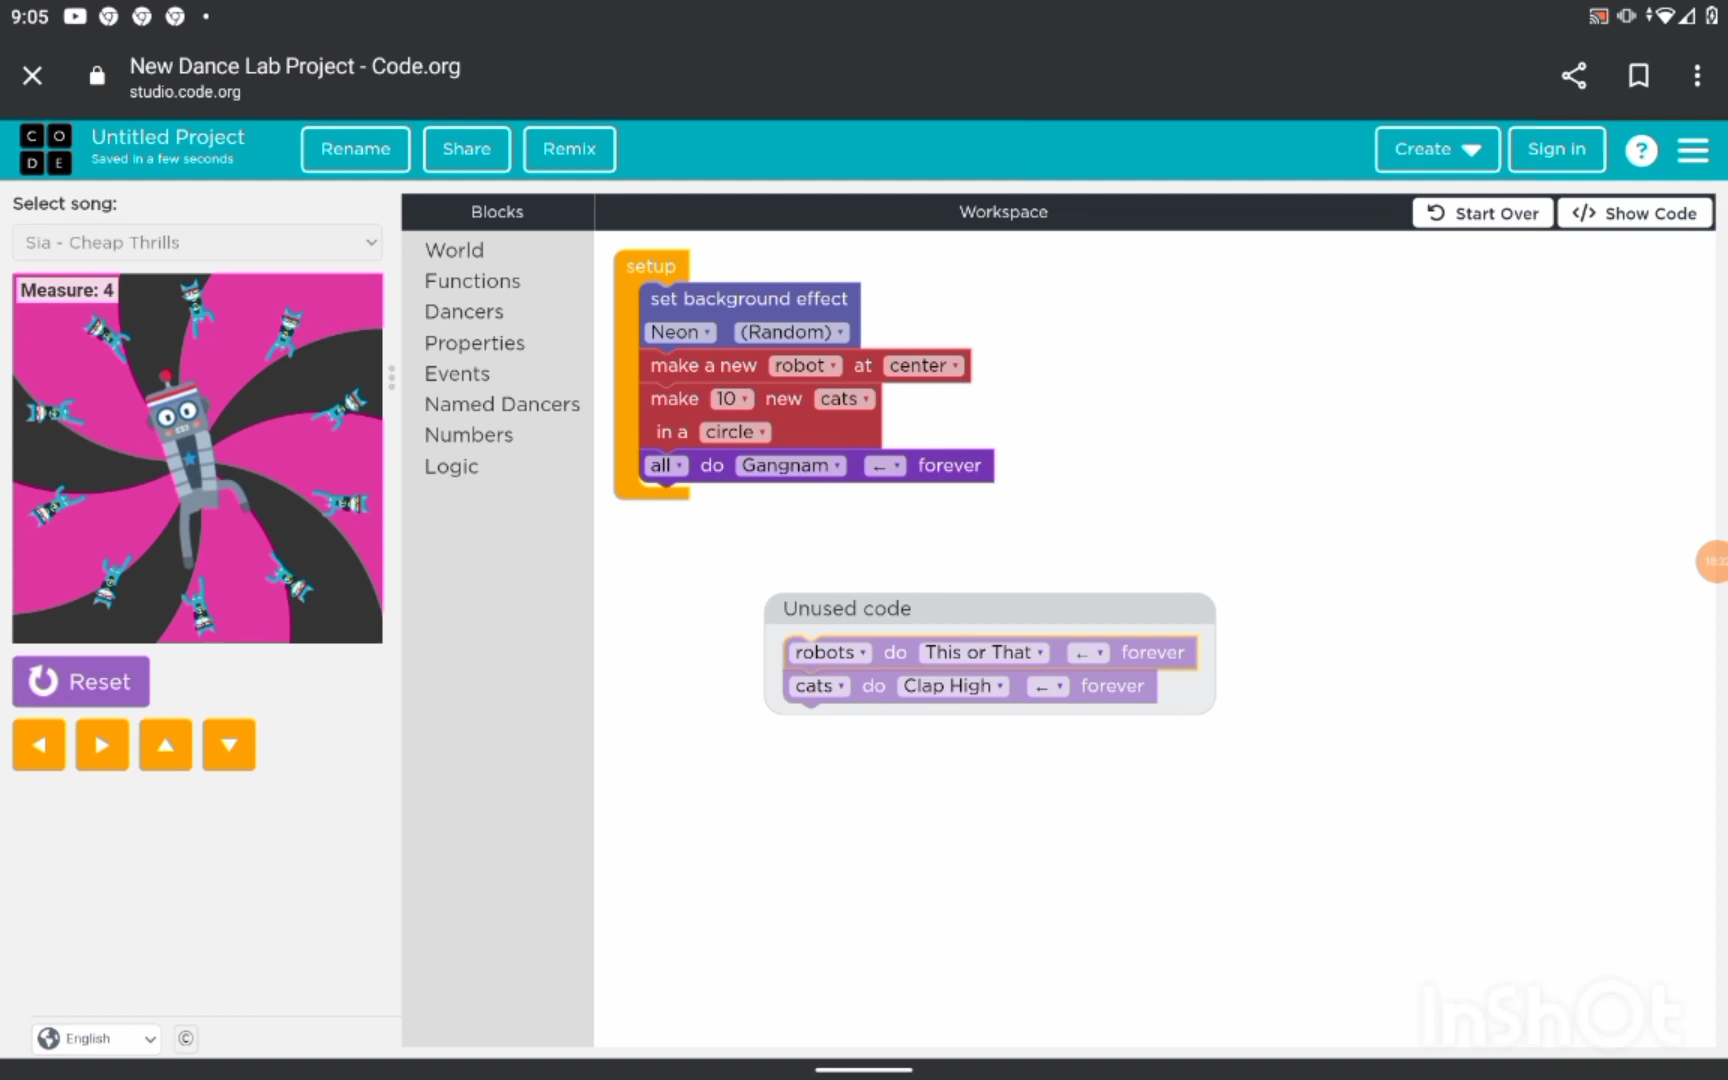 9:05
New Dance Lab Project - Code.org
studio.code.org
C O
D E
Untitled Project
Saved in a few seconds
Rename
Share
Remix
Create
Sign in
?
Select song:
Sia - Cheap Thrills
Measure: 4
Reset
English
©
Blocks
World
Functions
Dancers
Properties
Events
Named Dancers
Numbers
Logic
Workspace
Start Over
</> Show Code
setup
set background effect
Neon (Random)
make a new robot at center
make 10 new cats
in a circle
all do Gangnam ← forever
Unused code
robots do This or That ← forever
cats do Clap High ← forever
InShOt